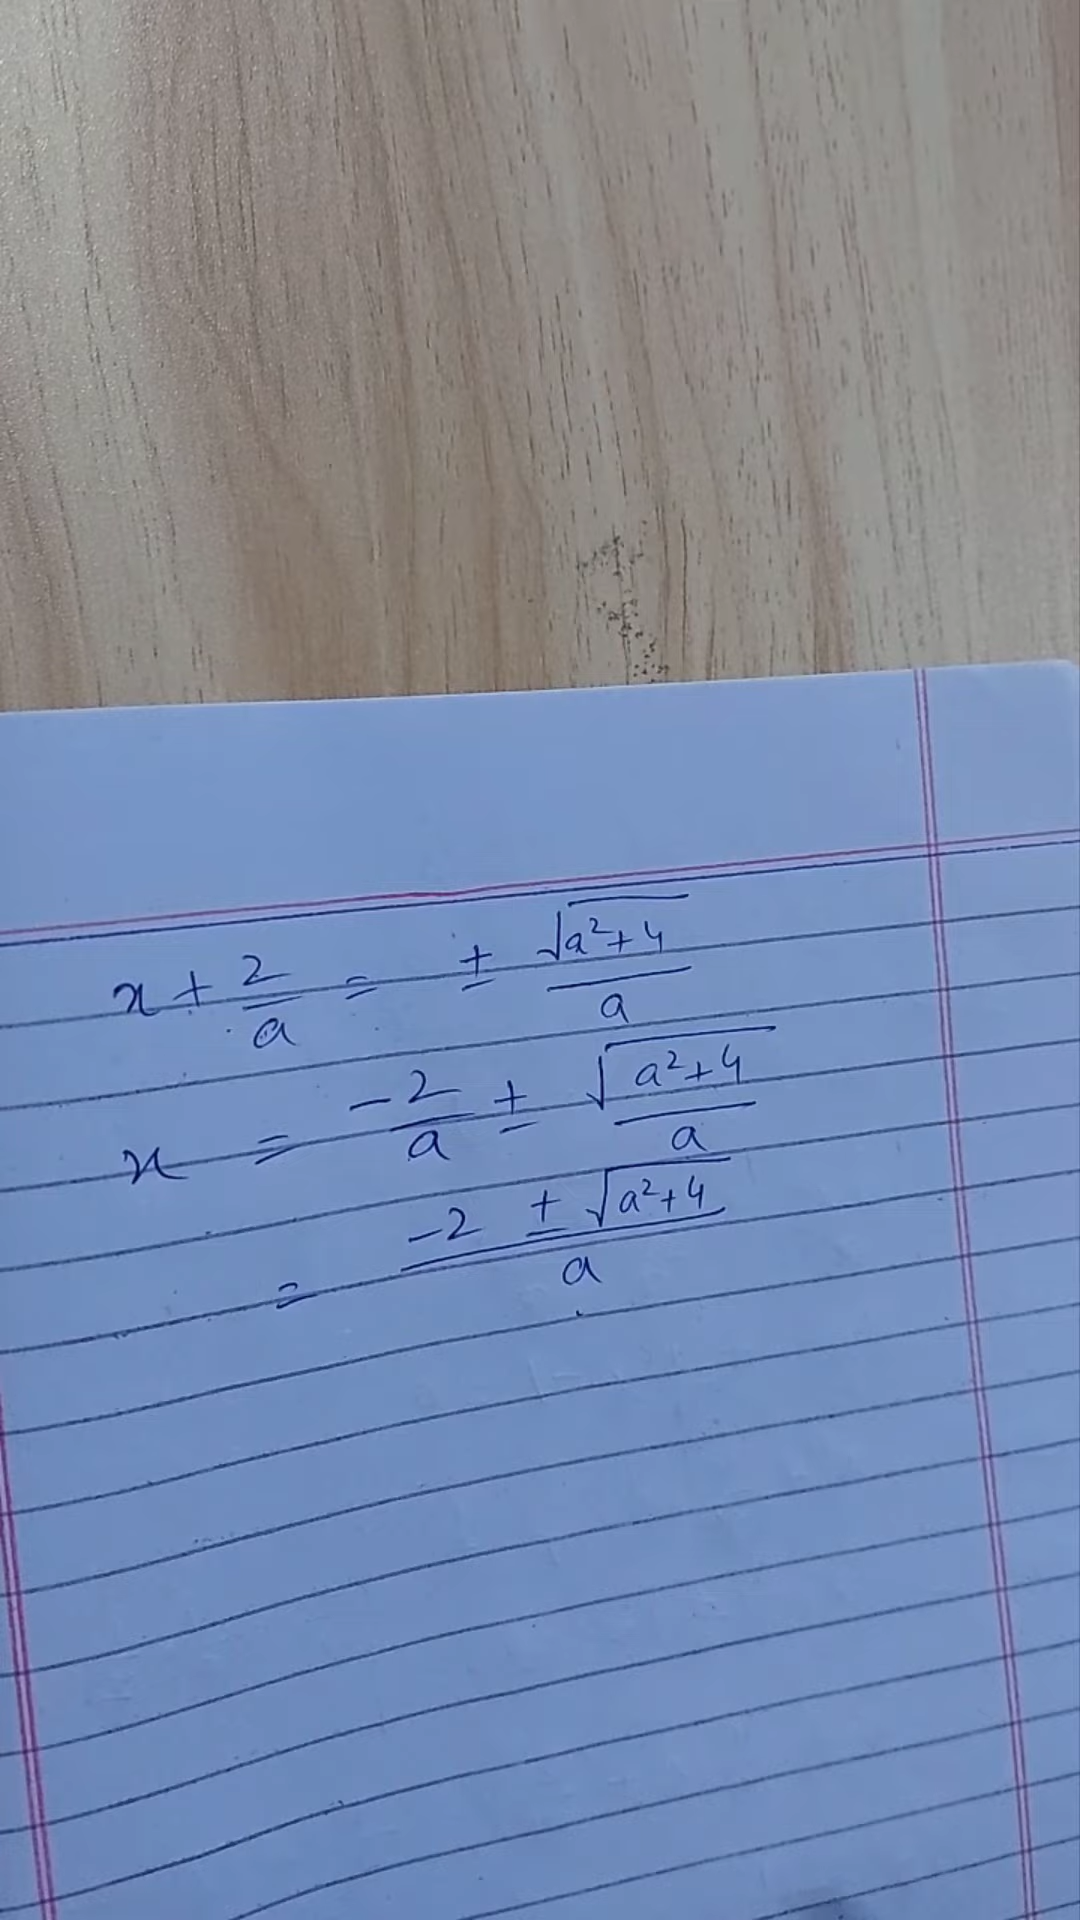 x + 2/a = ± √(a²+4)/a
x = -2/a ± √(a²+4)/a
= (-2 ± √(a²+4))/a